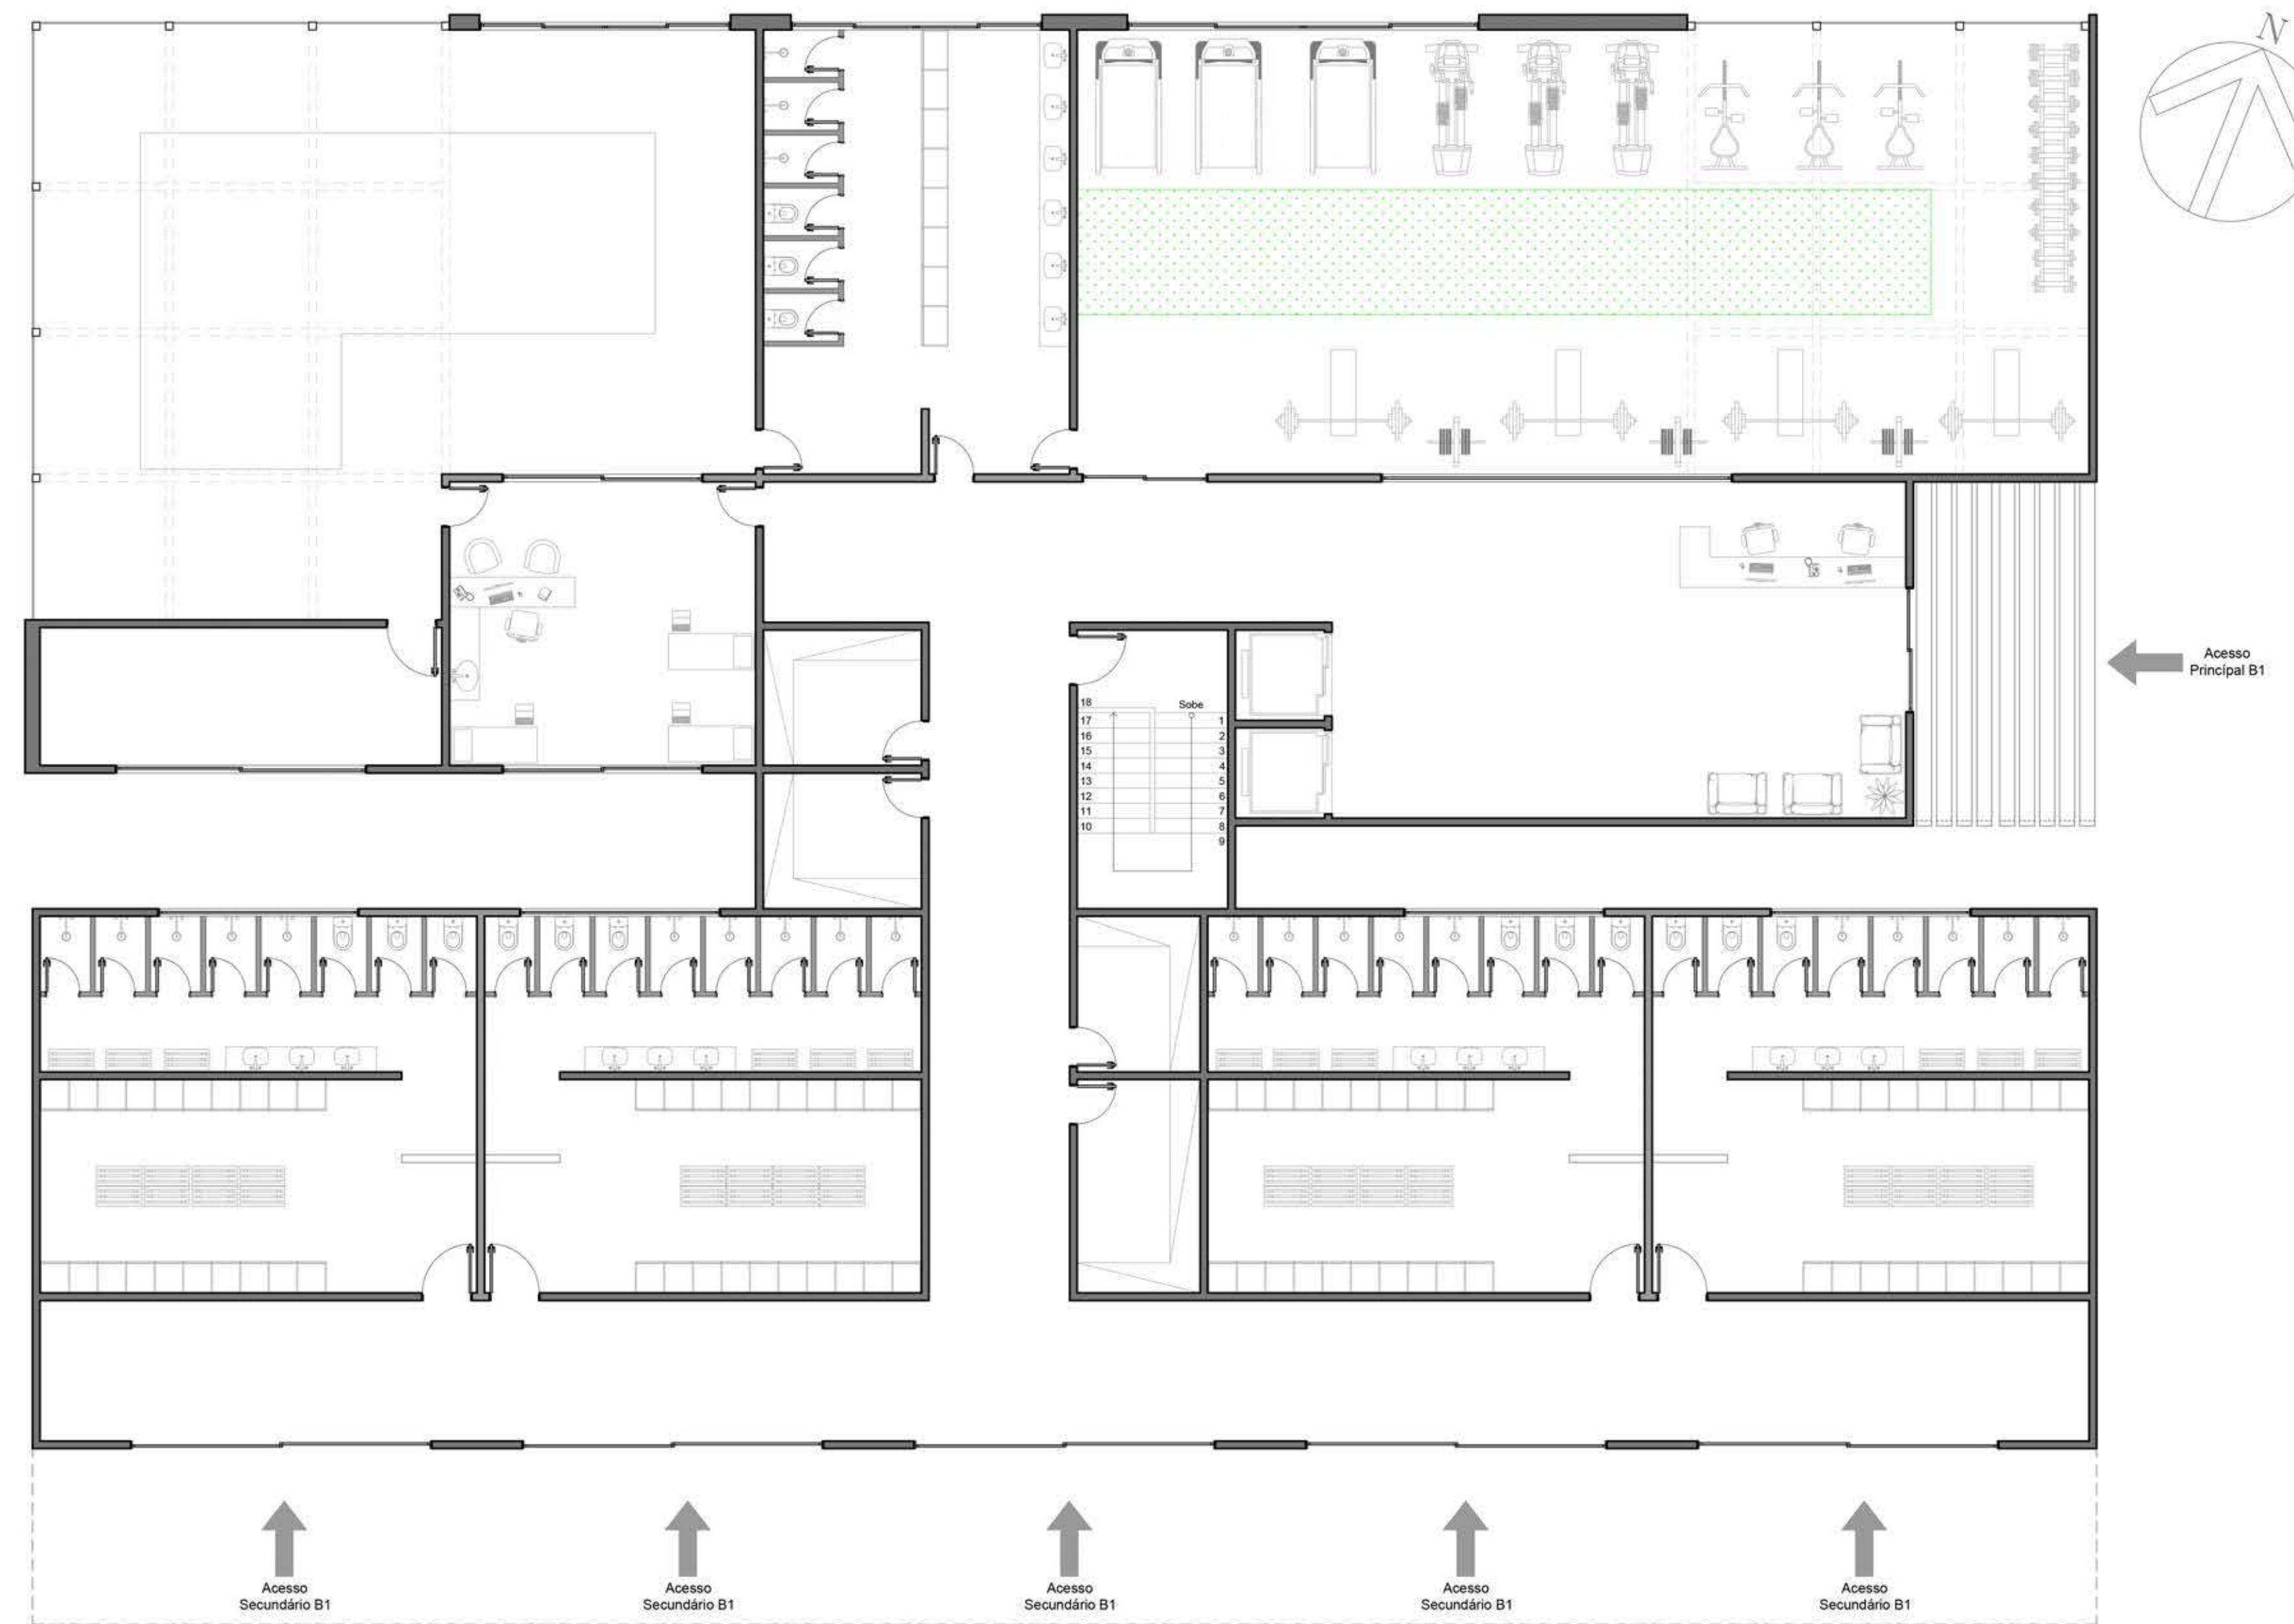 N
18
Sobe
17
1
16
2
15
3
14
4
13
5
12
6
11
7
10
8
9
Acesso
Princípal B1
Acesso
Secundário B1
Acesso
Secundário B1
Acesso
Secundário B1
Acesso
Secundário B1
Acesso
Secundário B1